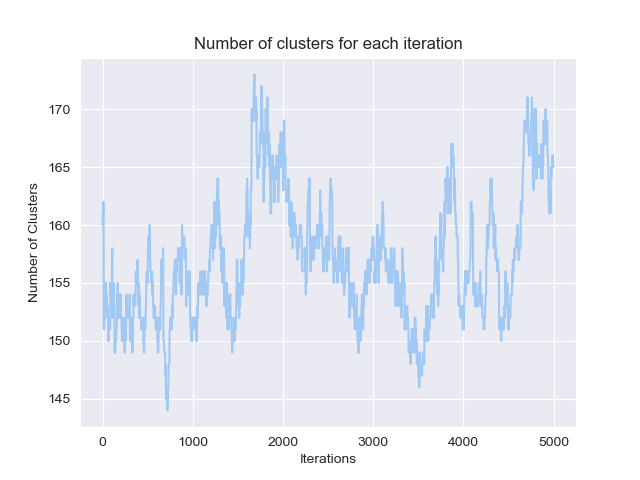 Number of clusters for each iteration
Number of Clusters
170
165
160
155
150
145
0 1000 2000 3000 4000 5000
Iterations